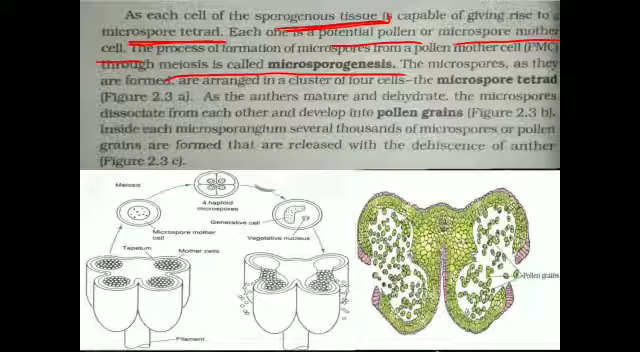 As each cell of the sporogenous tissue is capable of giving rise to a
microspore tetrad. Each one is a potential pollen or microspore mother
cell. The process of formation of microspores from a pollen mother cell (PMC)
through meiosis is called microsporogenesis. The microspores, as they
are formed, are arranged in a cluster of four cells–the microspore tetrad
(Figure 2.3 a). As the anthers mature and dehydrate, the microspores
dissociate from each other and develop into pollen grains (Figure 2.3 b).
Inside each microsporangium several thousands of microspores or pollen
grains are formed that are released with the dehiscence of anther
(Figure 2.3 c).
Meiosis
4 haploid
microspores
Generative cell
Microspore mother
cell
Vegetative nucleus
Tapetum
Mother cells
Pollen grains
Filament